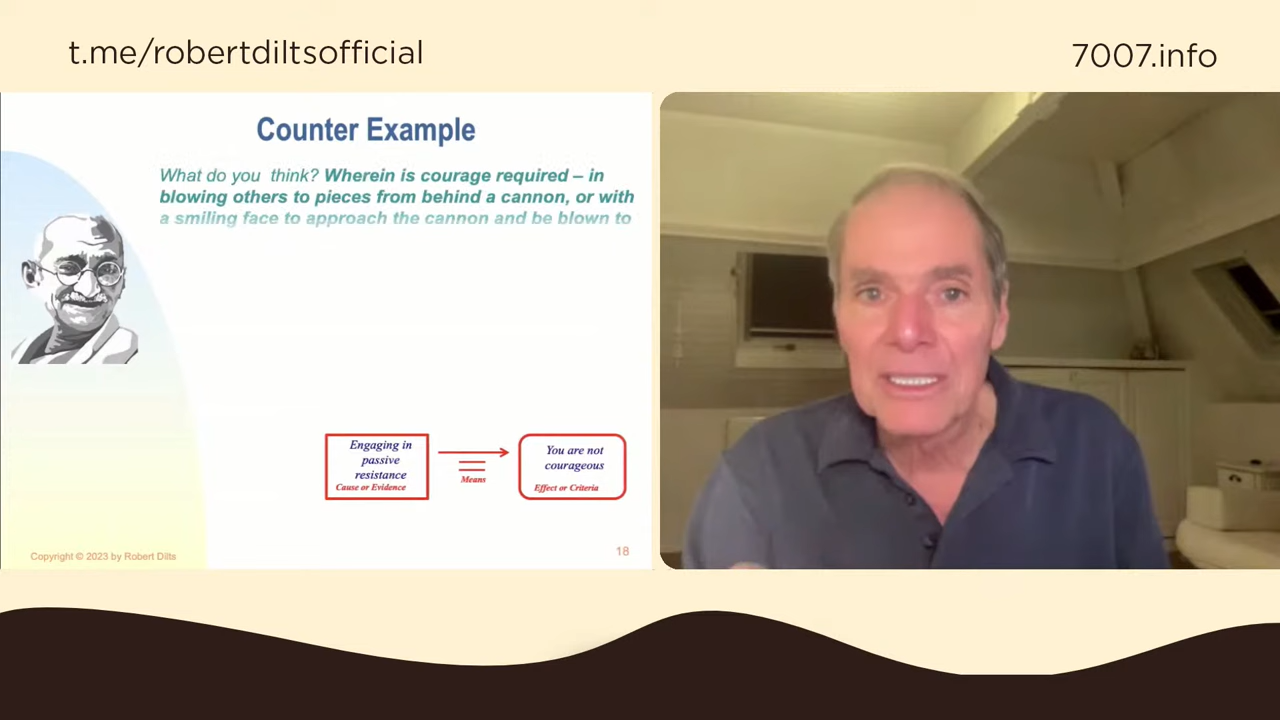 t.me/robertdiltsofficial
7007.info
Counter Example
What do you think? Wherein is courage required – in
blowing others to pieces from behind a cannon, or with
a smiling face to approach the cannon and be blown to
Engaging in
passive
resistance
Cause or Evidence
Means
You are not
courageous
Effect or Criteria
Copyright © 2023 by Robert Dilts
18